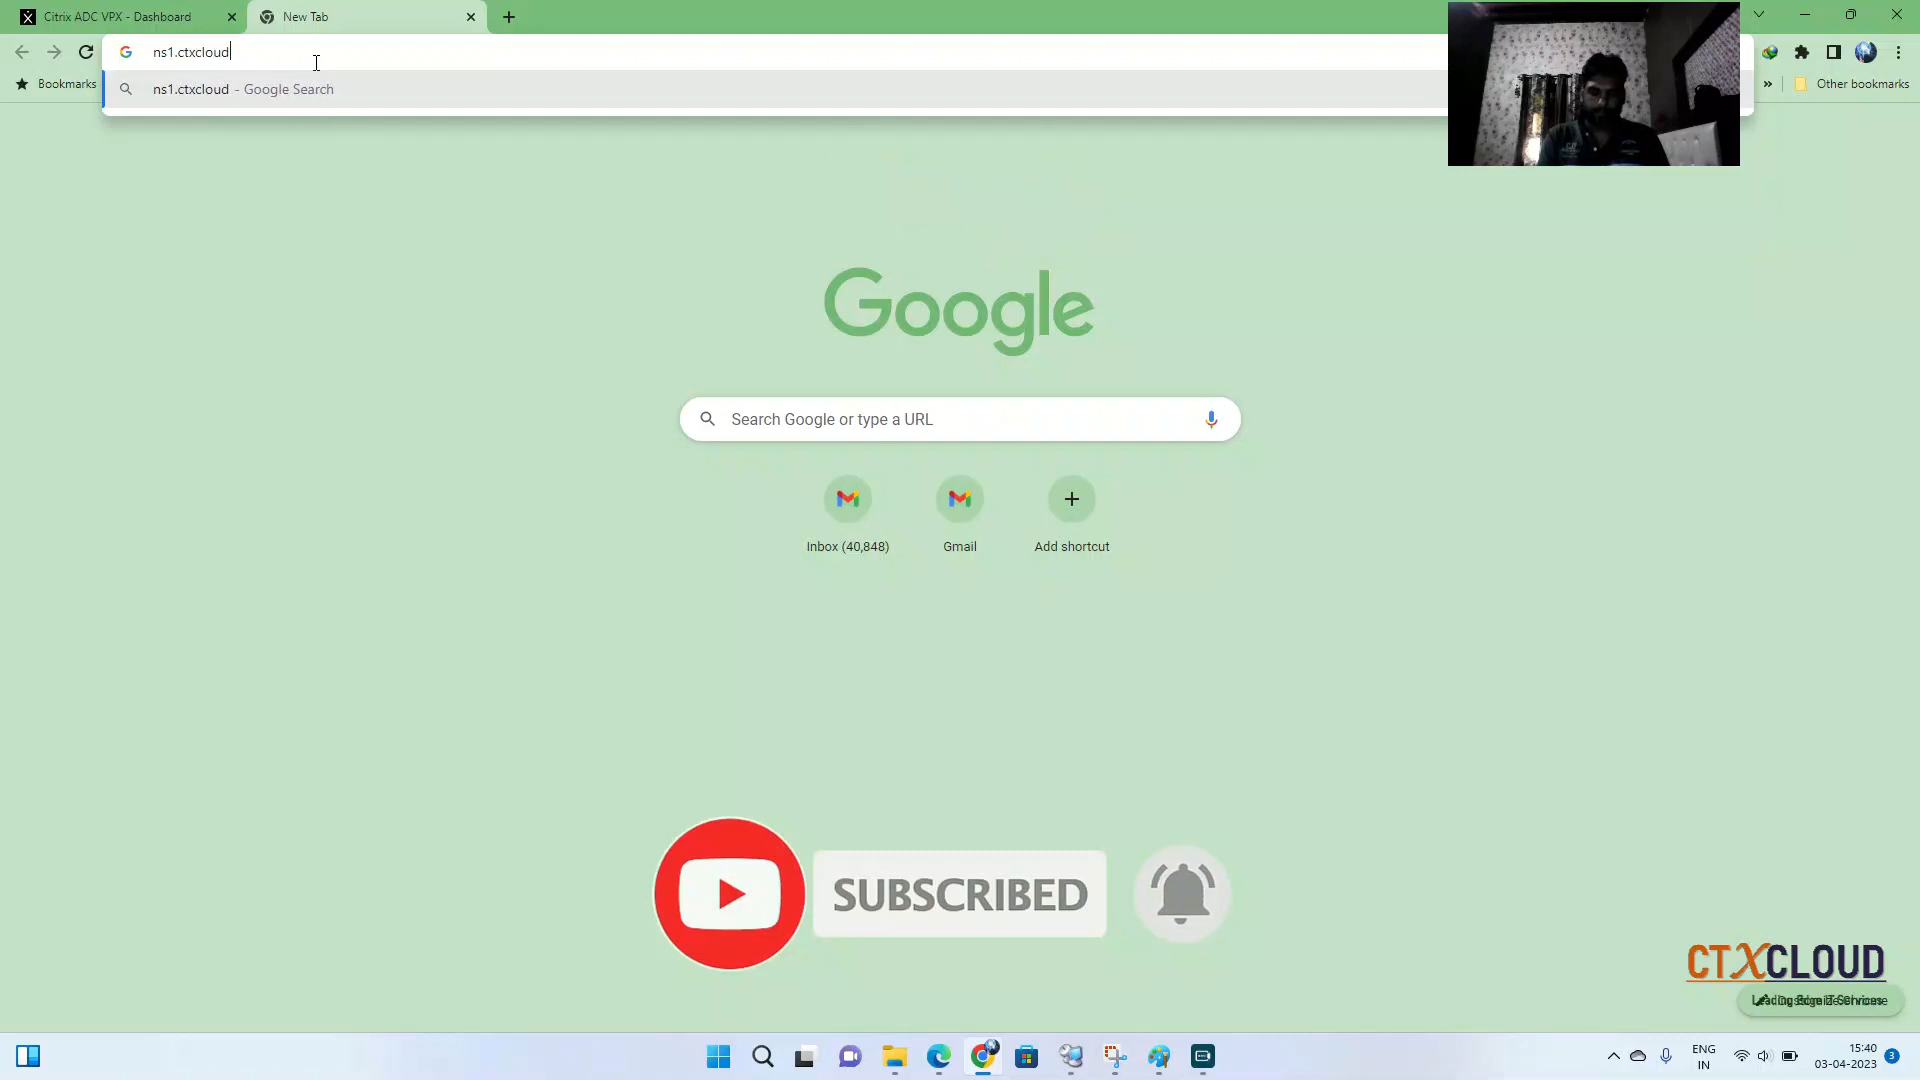 Citrix ADC VPX - Dashboard
New Tab
ns1.ctxcloud
Bookmarks
ns1.ctxcloud - Google Search
Other bookmarks
Google
Search Google or type a URL
Inbox (40,848)
Gmail
Add shortcut
SUBSCRIBED
CTXCLOUD
ENG
IN
15:40
03-04-2023
3